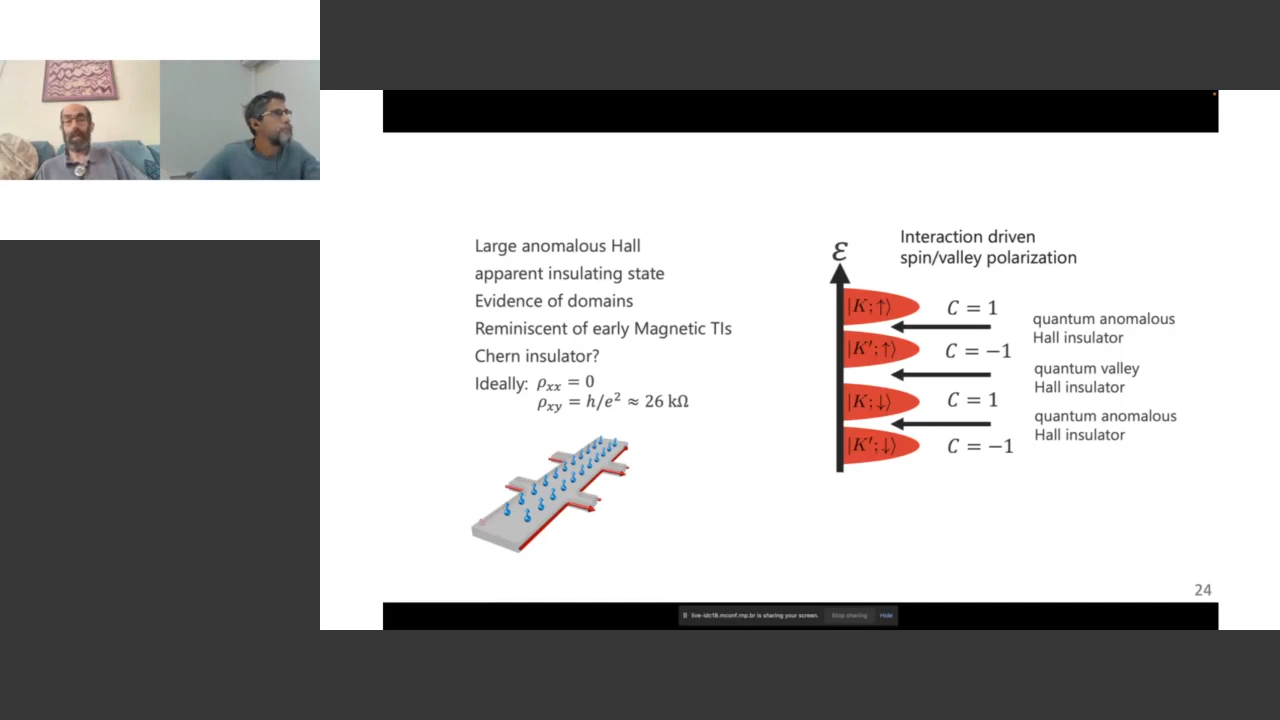 Large anomalous Hall
apparent insulating state
Evidence of domains
Reminiscent of early Magnetic TIs
Chern insulator?
Ideally: ρxx = 0
ρxy = h/e² ≈ 26 kΩ
Interaction driven
spin/valley polarization
ε
|K;↑⟩ C = 1
quantum anomalous
Hall insulator
|K′;↑⟩ C = −1
quantum valley
Hall insulator
|K;↓⟩ C = 1
quantum anomalous
Hall insulator
|K′;↓⟩ C = −1
24
live-idc18.mconf.rnp.br is sharing your screen. Stop sharing Hide